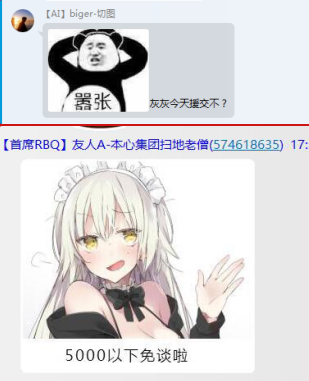 【AI】biger-切图
嚣张
灰灰今天援交不？
【首席RBQ】友人A-本心集团扫地老僧(574618635) 17:
5000以下免谈啦